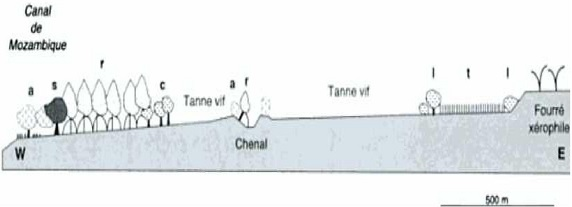 Canal
de
Mozambique
a s r c Tanne vif a r Tanne vif l t l
Fourré
xérophile
Chenal
W E
500 m